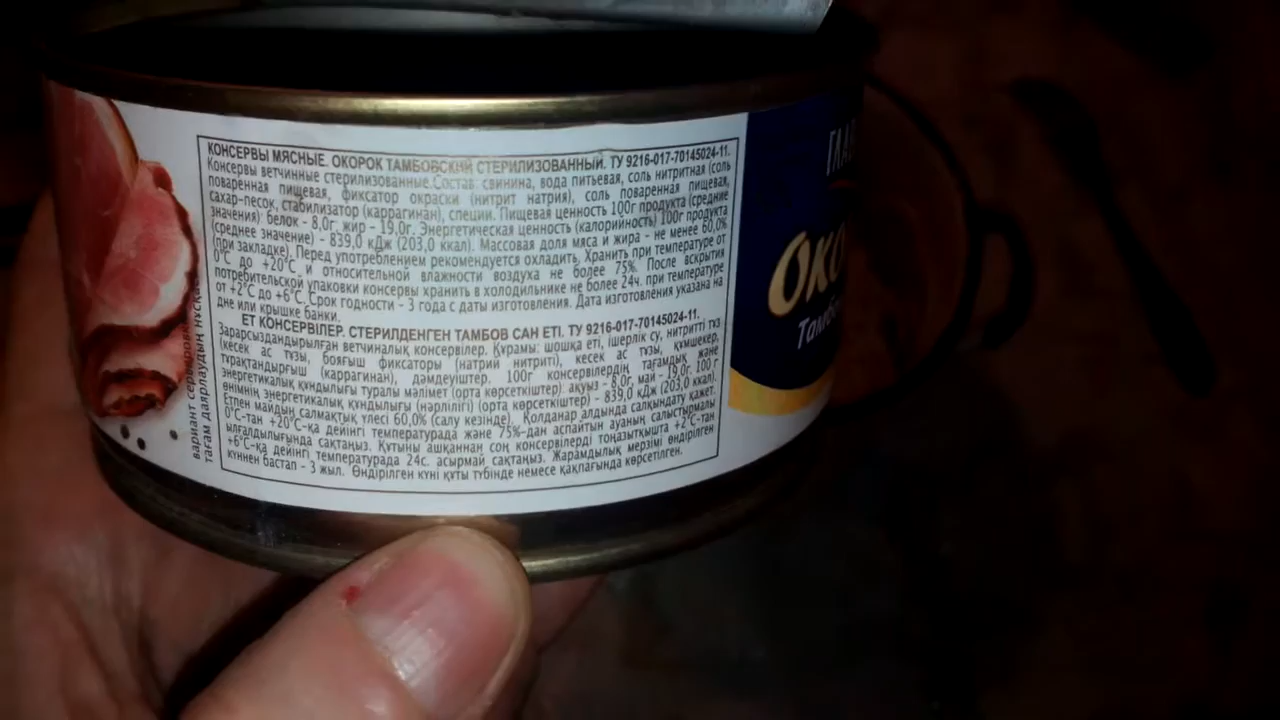 КОНСЕРВЫ МЯСНЫЕ. ОКОРОК ТАМБОВСКИЙ СТЕРИЛИЗОВАННЫЙ. ТУ 9216-017-70145024-11.
Консервы ветчинные стерилизованные.Состав: свинина, вода питьевая, соль нитритная (соль
поваренная пищевая, фиксатор окраски (нитрит натрия), соль поваренная пищевая,
сахар-песок, стабилизатор (каррагинан), специи. Пищевая ценность 100г продукта (средние
значения): белок - 8,0г, жир - 19,0г. Энергетическая ценность (калорийность) 100г продукта
(среднее значение) - 839,0 кДж (203,0 ккал). Массовая доля мяса и жира - не менее 60,0%
(при закладке). Перед употреблением рекомендуется охладить. Хранить при температуре от
0°С до +20°С и относительной влажности воздуха не более 75%. После вскрытия
потребительской упаковки консервы хранить в холодильнике не более 24ч. при температуре
от +2°С до +6°С. Срок годности - 3 года с даты изготовления. Дата изготовления указана на
дне или крышке банки.
ЕТ КОНСЕРВІЛЕР. СТЕРИЛДЕНГЕН ТАМБОВ САН ЕТІ. ТУ 9216-017-70145024-11.
Зарарсыздандырылған ветчиналық консервілер. Құрамы: шошқа еті, ішерлік су, нитритті тұз
(кесек ас тұзы, бояғыш фиксаторы (натрий нитриті), кесек ас тұзы, құмшекер,
тұрақтандырғыш (каррагинан), дәмдеуіштер. 100г консервілердің тағамдық және
энергетикалық құндылығы туралы мәлімет (орта көрсеткіштер): ақуыз - 8,0г, май - 19,0г. 100 г
өнімнің энергетикалық құндылығы (нәрлілігі) (орта көрсеткіштер) - 839,0 кДж (203,0 ккал).
Етпен майдың салмақтық үлесі 60,0% (салу кезінде). Қолданар алдында салқындату қажет.
0°С-тан +20°С-қа дейінгі температурада және 75%-дан аспайтын ауаның салыстырмалы
ылғалдылығында сақтаңыз. Құтыны ашқаннан соң консервілерді тоңазытқышта +2°С-тан
+6°С-қа дейінгі температурада 24с. асырмай сақтаңыз. Жарамдылық мерзімі өндірілген
күннен бастап - 3 жыл. Өндірілген күні құты түбінде немесе қақпағында көрсетілген.
вариант сервировки
тағам даярлаудың нұсқа
ГЛАВ
ОКО
Тамбо